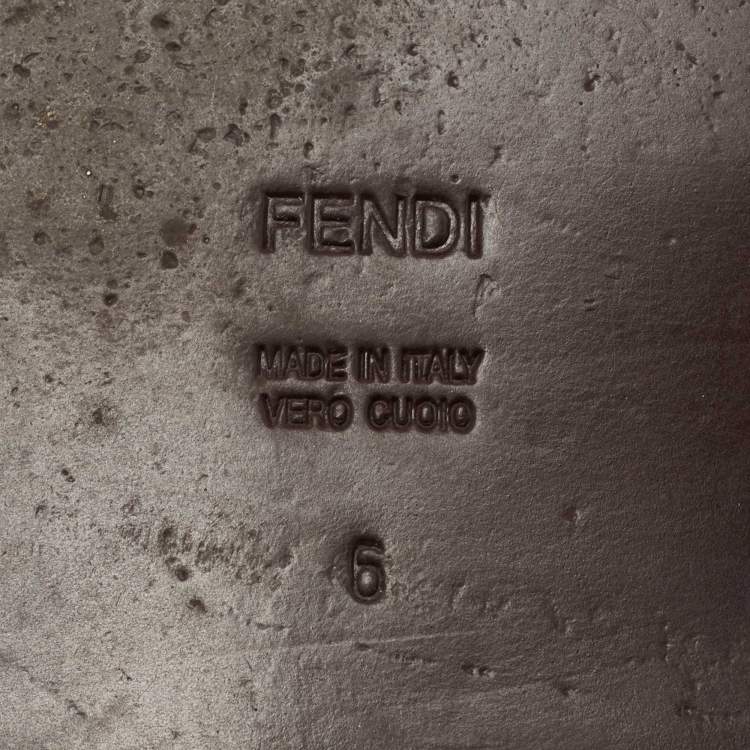 FENDI
MADE IN ITALY
VERO CUOIO
6